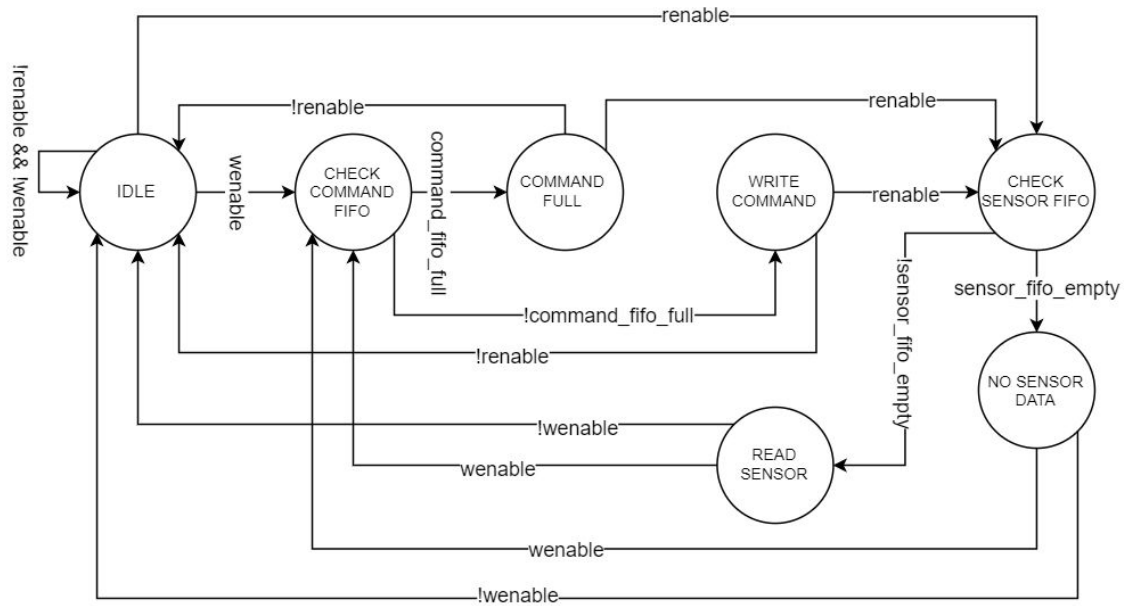 renable
!renable && !wenable
!renable
renable
IDLE
wenable
CHECK
COMMAND
FIFO
command_fifo_full
COMMAND
FULL
WRITE
COMMAND
renable
CHECK
SENSOR FIFO
!command_fifo_full
!sensor_fifo_empty
sensor_fifo_empty
!renable
NO SENSOR
DATA
!wenable
wenable
READ
SENSOR
wenable
!wenable